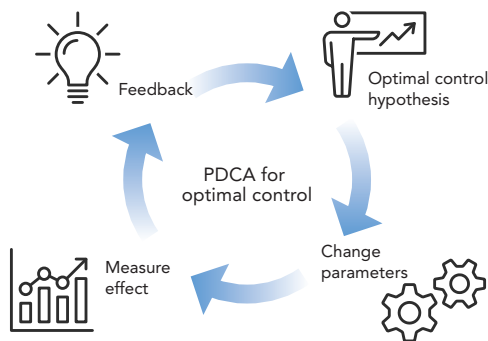 Feedback
Optimal control
hypothesis
PDCA for
optimal control
Change
parameters
Measure
effect